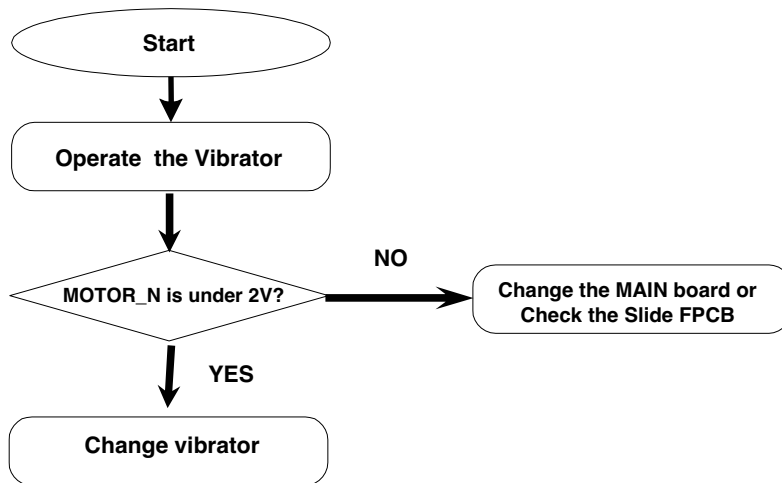 Start
Operate the Vibrator
MOTOR_N is under 2V?
NO
Change the MAIN board or
Check the Slide FPCB
YES
Change vibrator